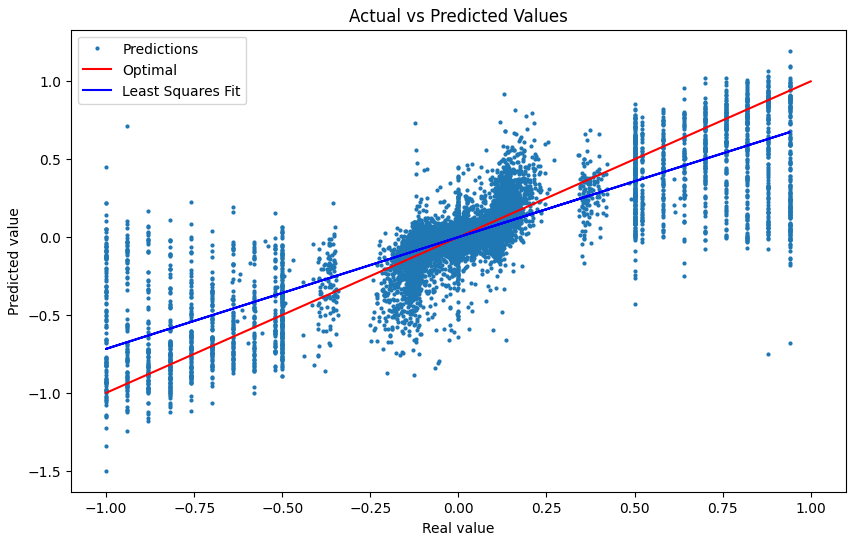 Actual vs Predicted Values
Predictions
Optimal
Least Squares Fit
1.0
0.5
0.0
−0.5
−1.0
−1.5
Predicted value
−1.00
−0.75
−0.50
−0.25
0.00
0.25
0.50
0.75
1.00
Real value